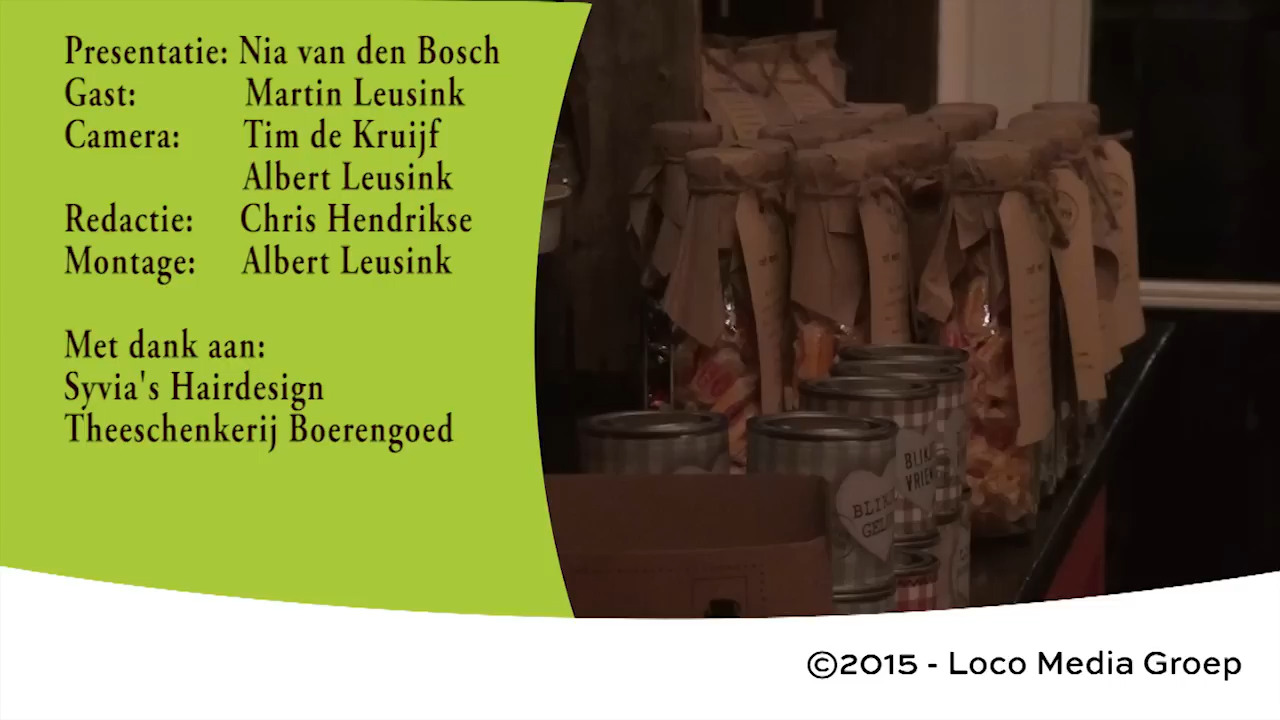 Presentatie: Nia van den Bosch
Gast: Martin Leusink
Camera: Tim de Kruijf
Albert Leusink
Redactie: Chris Hendrikse
Montage: Albert Leusink
Met dank aan:
Syvia's Hairdesign
Theeschenkerij Boerengoed
©2015 - Loco Media Groep